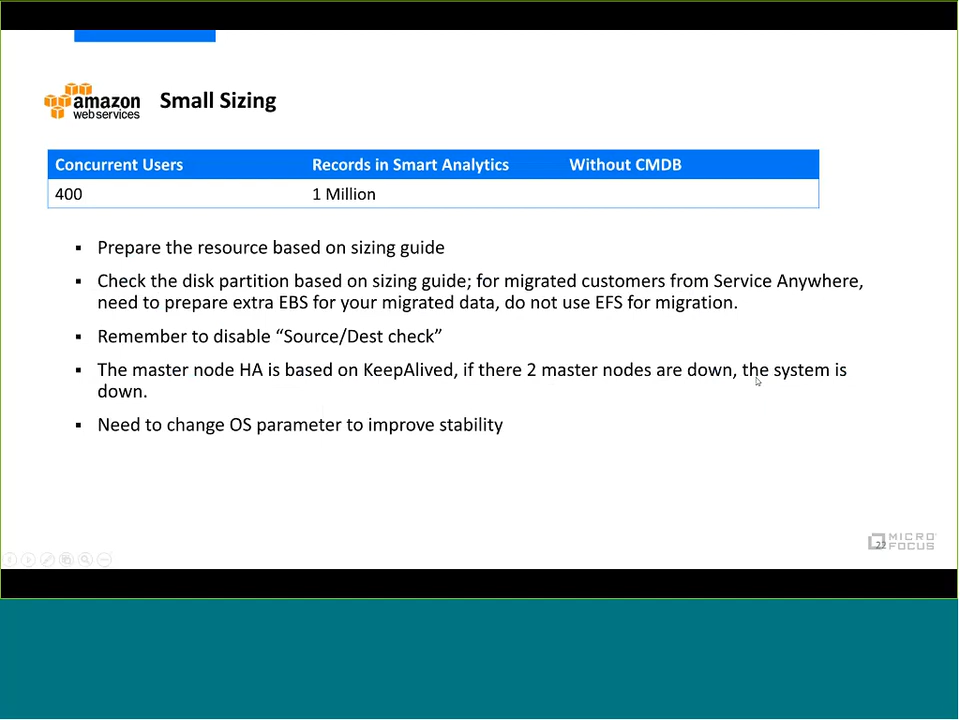 amazon
webservices
Small Sizing
Concurrent Users Records in Smart Analytics Without CMDB
400 1 Million
▪ Prepare the resource based on sizing guide
▪ Check the disk partition based on sizing guide; for migrated customers from Service Anywhere,
need to prepare extra EBS for your migrated data, do not use EFS for migration.
▪ Remember to disable “Source/Dest check”
▪ The master node HA is based on KeepAlived, if there 2 master nodes are down, the system is
down.
▪ Need to change OS parameter to improve stability
22
MICRO
FOCUS